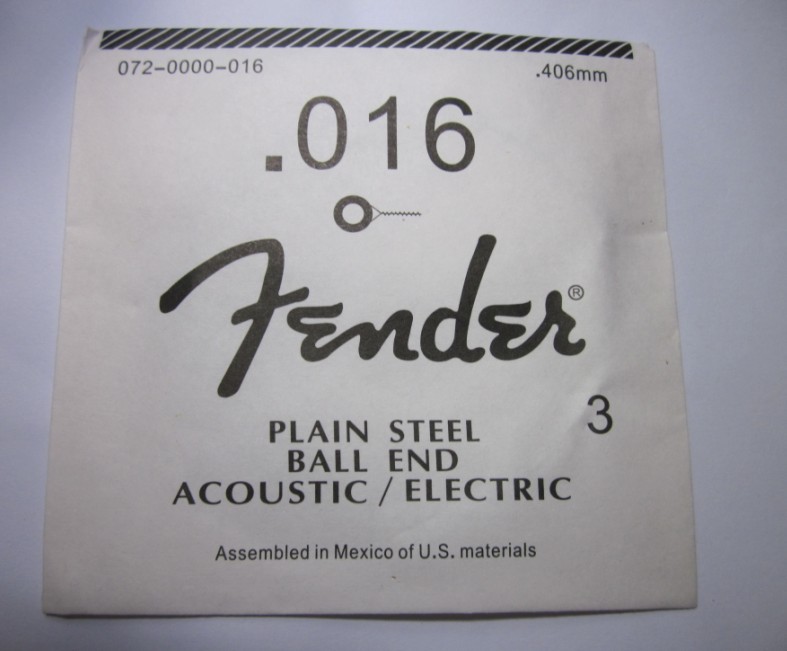 072-0000-016 .406mm
.016
Fender®
3
PLAIN STEEL
BALL END
ACOUSTIC / ELECTRIC
Assembled in Mexico of U.S. materials